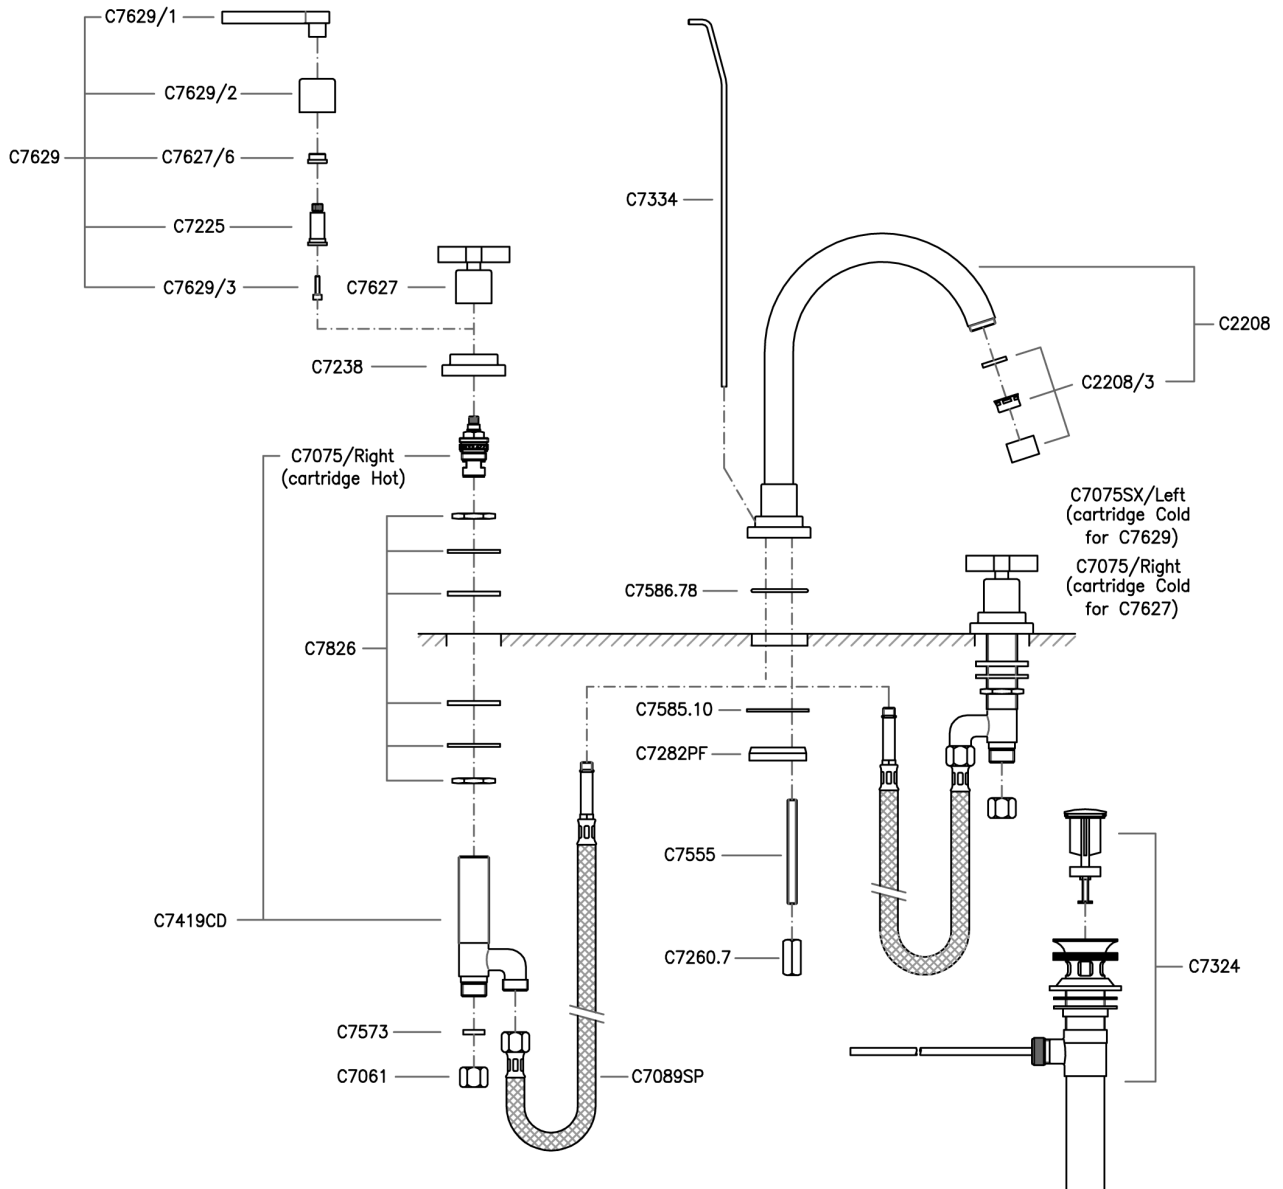 C7629/1
C7629/2
C7629
C7627/6
C7334
C7225
C7629/3
C7627
C2208
C7238
C2208/3
C7075/Right
(cartridge Hot)
C7075SX/Left
(cartridge Cold
for C7629)
C7075/Right
(cartridge Cold
for C7627)
C7586.78
C7826
C7585.10
C7282PF
C7555
C7419CD
C7260.7
C7324
C7573
C7061
C7089SP